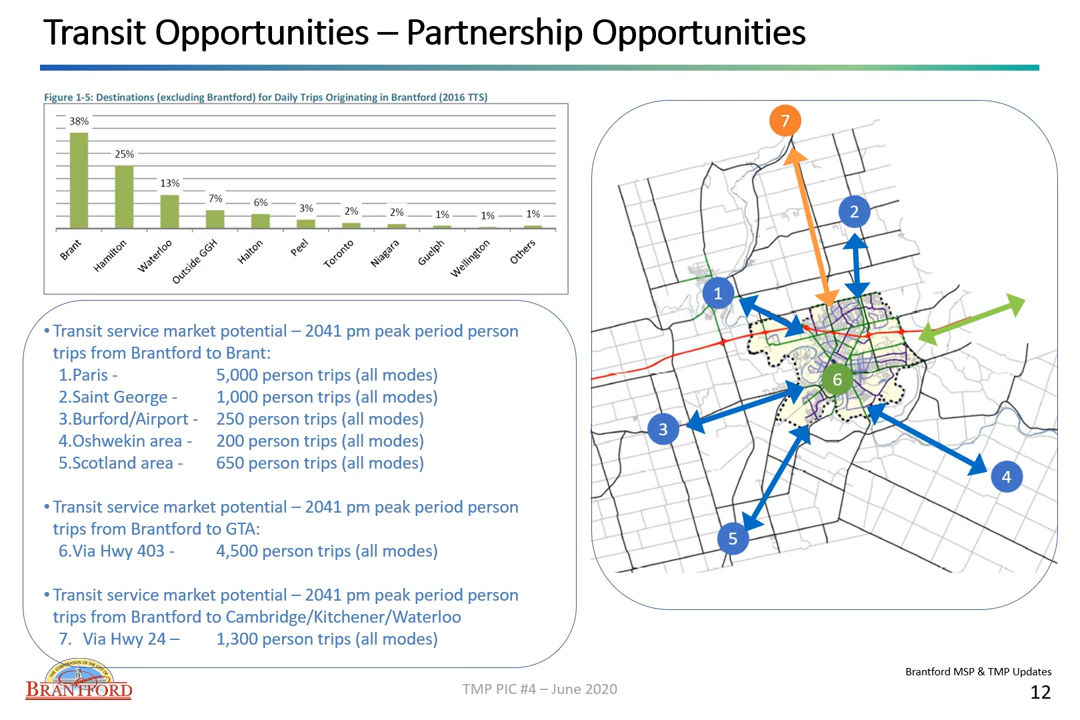 Transit Opportunities – Partnership Opportunities
Figure 1-5: Destinations (excluding Brantford) for Daily Trips Originating in Brantford (2016 TTS)
38%
25%
13%
7%
6%
3%
2%
2%
1%
1%
1%
Brant
Hamilton
Waterloo
Outside GGH
Halton
Peel
Toronto
Niagara
Guelph
Wellington
Others
• Transit service market potential – 2041 pm peak period person
trips from Brantford to Brant:
1.Paris - 5,000 person trips (all modes)
2.Saint George - 1,000 person trips (all modes)
3.Burford/Airport - 250 person trips (all modes)
4.Oshwekin area - 200 person trips (all modes)
5.Scotland area - 650 person trips (all modes)
• Transit service market potential – 2041 pm peak period person
trips from Brantford to GTA:
6.Via Hwy 403 - 4,500 person trips (all modes)
• Transit service market potential – 2041 pm peak period person
trips from Brantford to Cambridge/Kitchener/Waterloo
7. Via Hwy 24 – 1,300 person trips (all modes)
7
2
1
6
3
4
5
THE CORPORATION OF THE CITY OF
BRANTFORD
TMP PIC #4 – June 2020
Brantford MSP & TMP Updates
12